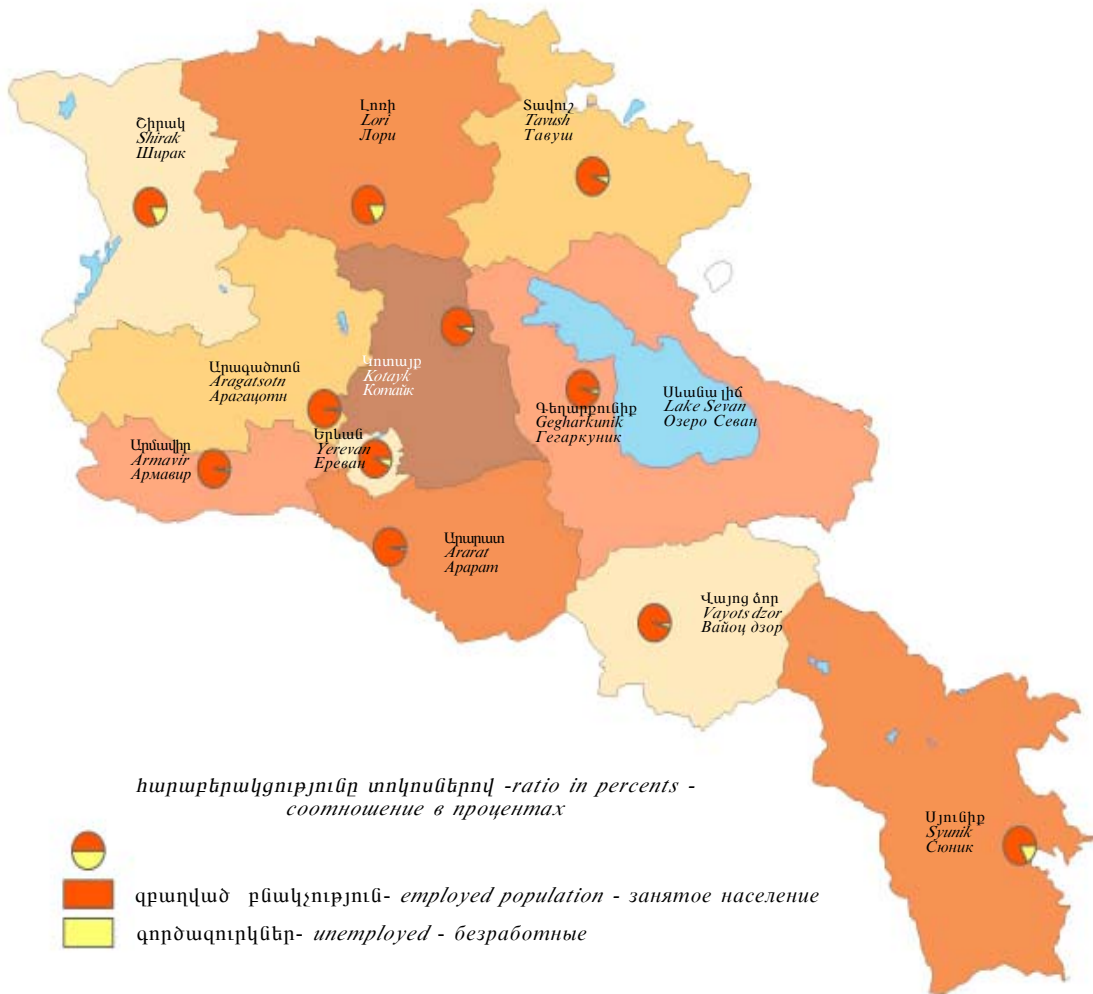 Շիրակ
Shirak
Ширак
Լոռի
Lori
Лори
Տավուշ
Tavush
Тавуш
Արագածոտն
Aragatsotn
Арагацотн
Կոտայք
Kotayk
Котайк
Գեղարքունիք
Gegharkunik
Гегаркуник
Սևանա լիճ
Lake Sevan
Озеро Севан
Արմավիր
Armavir
Армавир
Երևան
Yerevan
Ереван
Արարատ
Ararat
Арарат
Վայոց ձոր
Vayots dzor
Вайоц дзор
Սյունիք
Syunik
Сюник
հարաբերակցությունը տոկոսներով -ratio in percents -
соотношение в процентах
զբաղված բնակչություն- employed population - занятое население
գործազուրկներ- unemployed - безработные